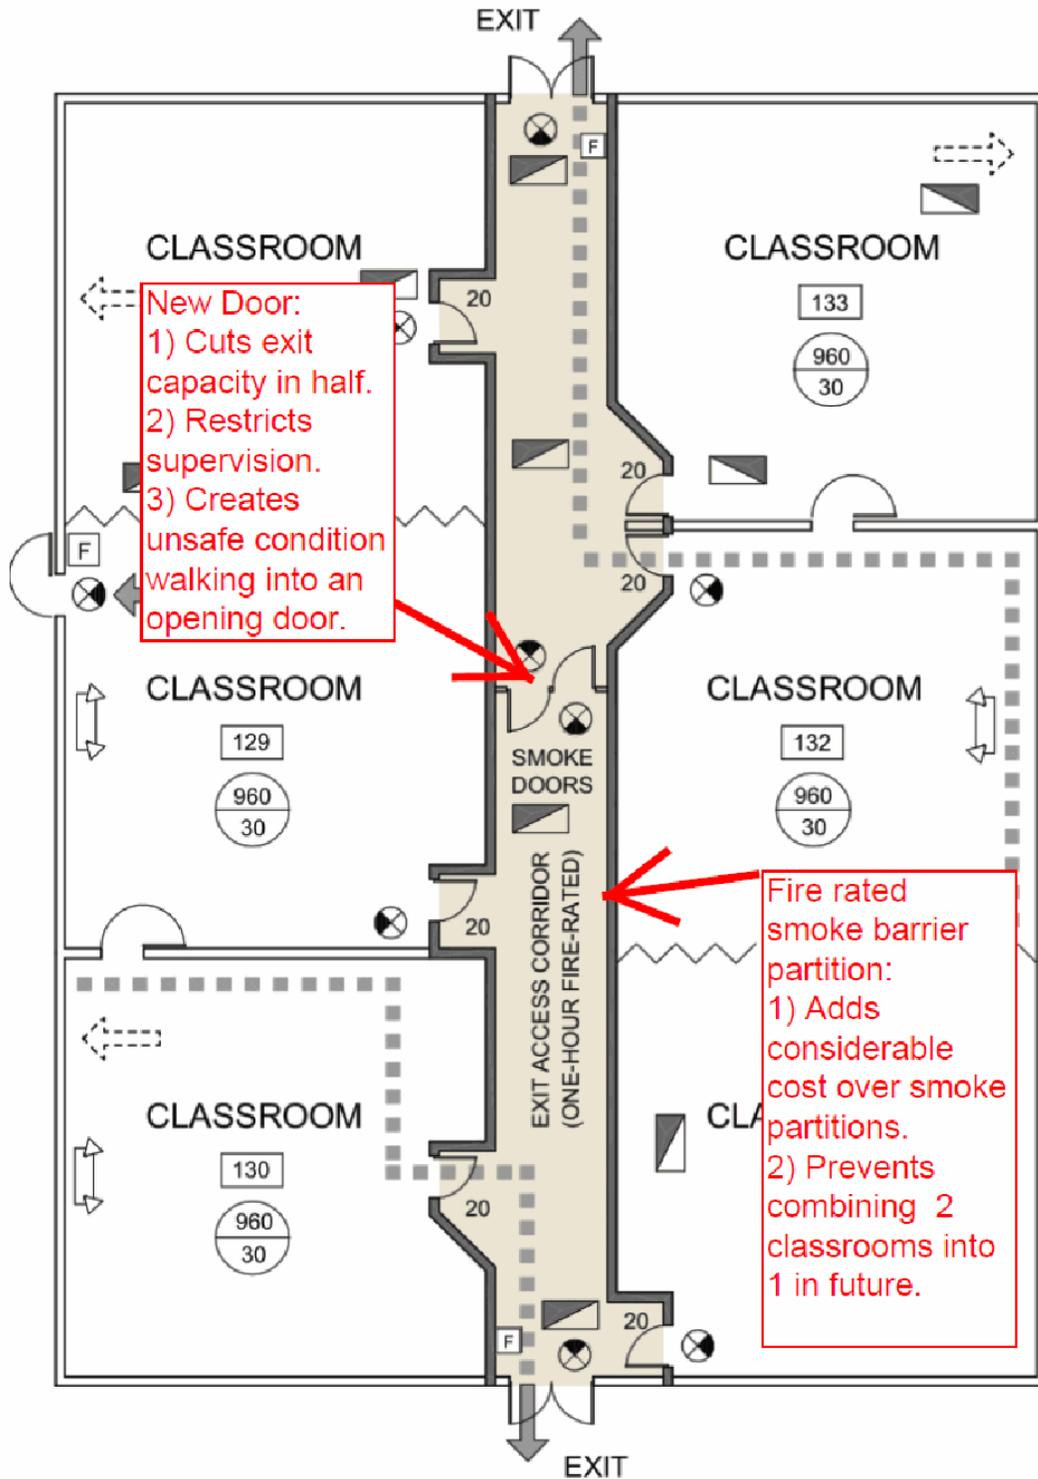 EXIT
F
CLASSROOM
20
CLASSROOM
133
960
30
New Door:
1) Cuts exit
capacity in half.
2) Restricts
supervision.
3) Creates
unsafe condition
walking into an
opening door.
20
F
20
CLASSROOM
129
960
30
CLASSROOM
132
960
30
SMOKE
DOORS
EXIT ACCESS CORRIDOR
(ONE-HOUR FIRE-RATED)
20
Fire rated
smoke barrier
partition:
1) Adds
considerable
cost over smoke
partitions.
2) Prevents
combining 2
classrooms into
1 in future.
CLASSROOM
130
960
30
20
20
F
EXIT